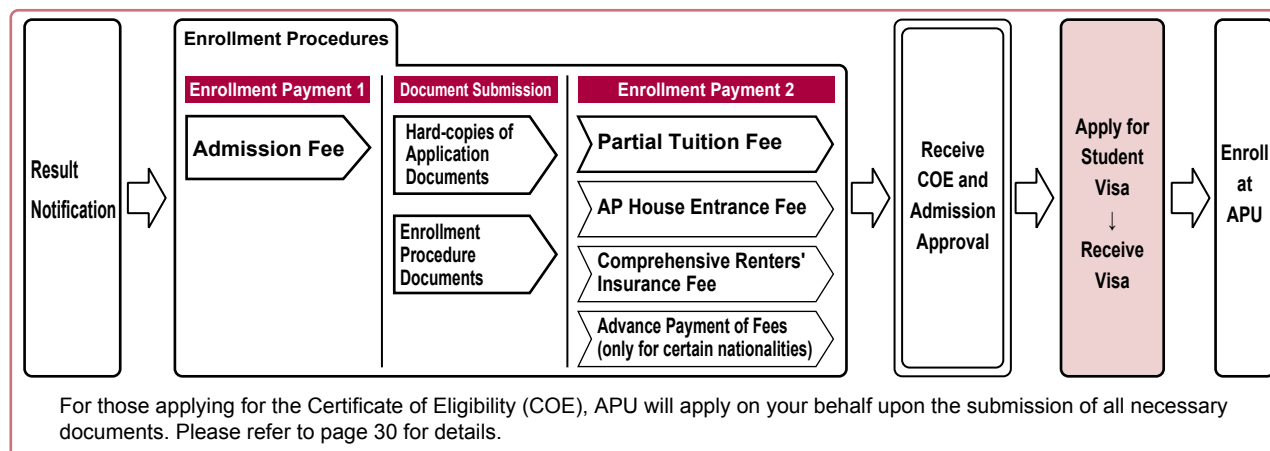 Result
Notification
Enrollment Procedures
Enrollment Payment 1
Admission Fee
Document Submission
Hard-copies of
Application
Documents
Enrollment
Procedure
Documents
Enrollment Payment 2
Partial Tuition Fee
AP House Entrance Fee
Comprehensive Renters'
Insurance Fee
Advance Payment of Fees
(only for certain nationalities)
Receive
COE and
Admission
Approval
Apply for
Student
Visa
↓
Receive
Visa
Enroll
at
APU
For those applying for the Certificate of Eligibility (COE), APU will apply on your behalf upon the submission of all necessary
documents. Please refer to page 30 for details.